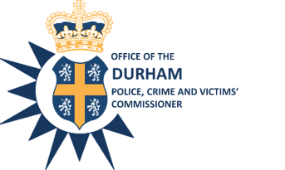 OFFICE OF THE
DURHAM
POLICE, CRIME AND VICTIMS'
COMMISSIONER